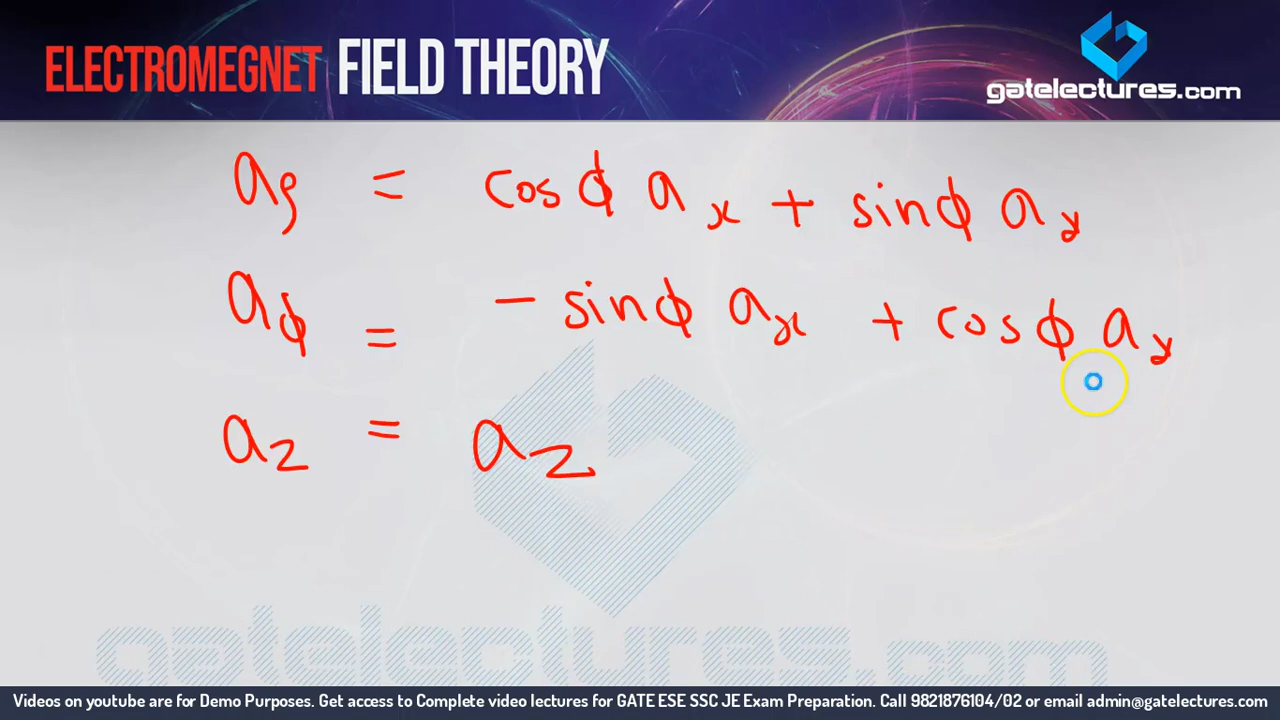 ELECTROMEGNET FIELD THEORY
gatelectures.com
aρ = cosϕ ax + sinϕ ay
aϕ = - sinϕ ax + cosϕ ay
az = az
gatelectures.com
Videos on youtube are for Demo Purposes. Get access to Complete video lectures for GATE ESE SSC JE Exam Preparation. Call 9821876104/02 or email admin@gatelectures.com